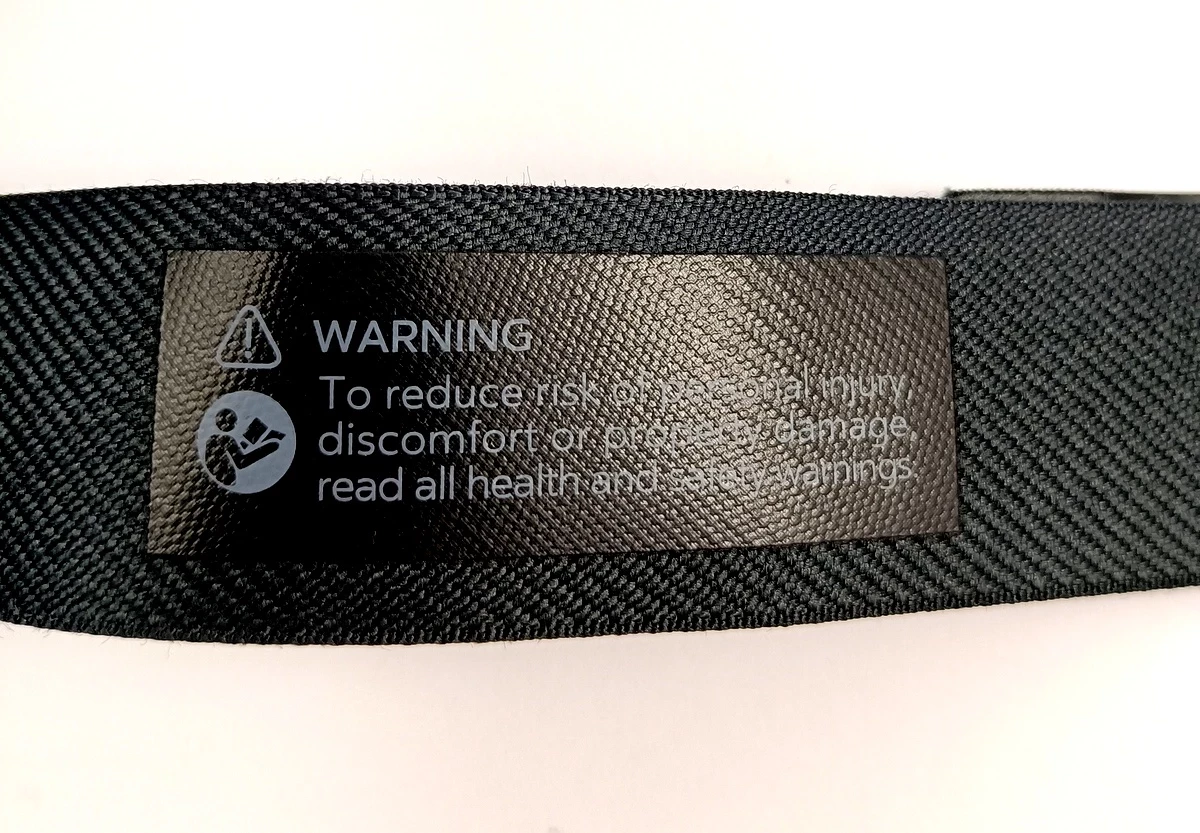 WARNING
To reduce risk of personal injury,
discomfort or property damage,
read all health and safety warnings.